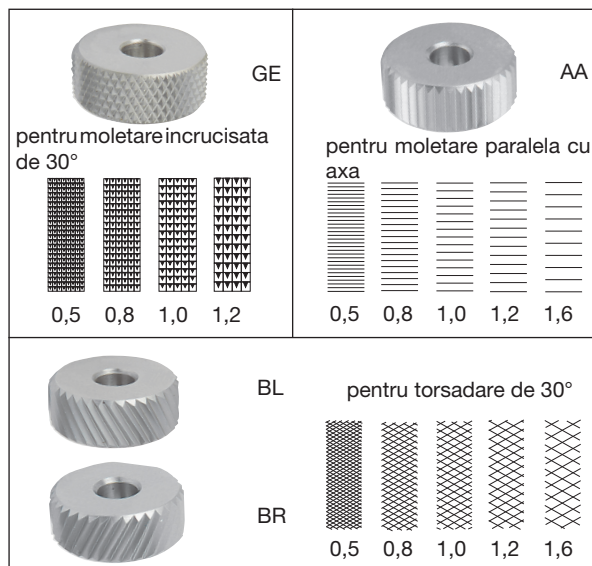 GE
pentru moletare incrucisata
de 30°
0,5 0,8 1,0 1,2
AA
pentru moletare paralela cu
axa
0,5 0,8 1,0 1,2 1,6
BL
BR
pentru torsadare de 30°
0,5 0,8 1,0 1,2 1,6